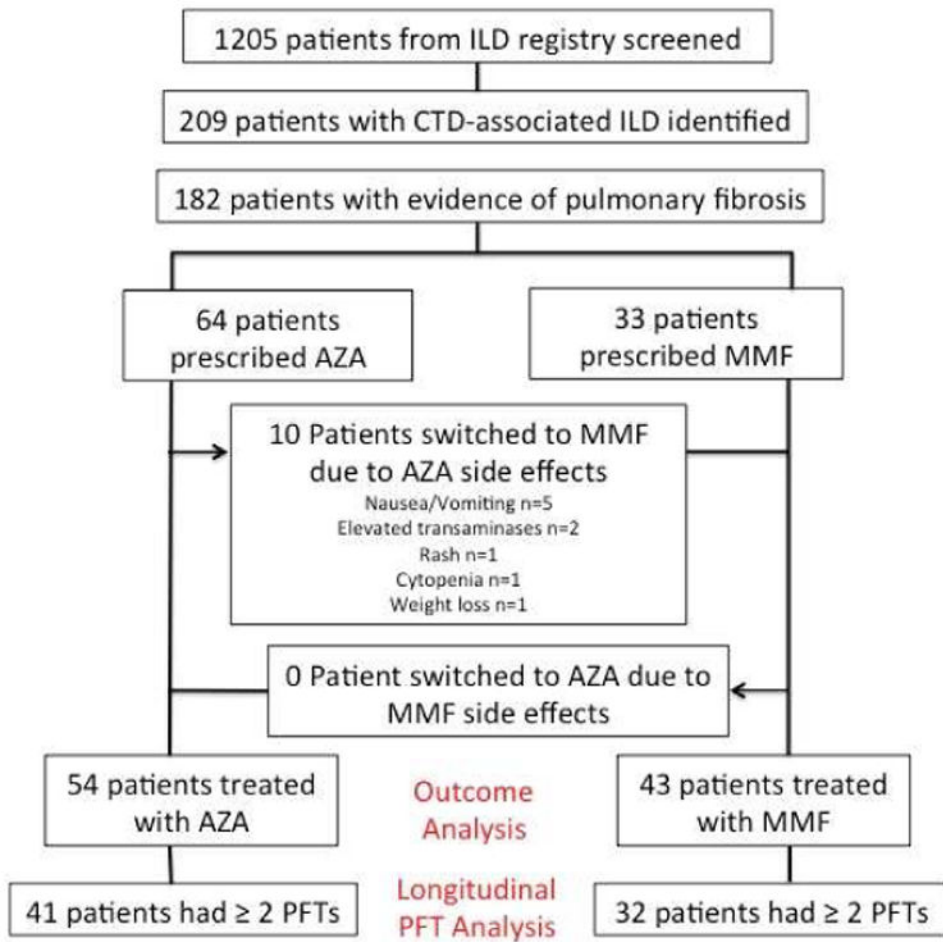 1205 patients from ILD registry screened
209 patients with CTD-associated ILD identified
182 patients with evidence of pulmonary fibrosis
64 patients
prescribed AZA
33 patients
prescribed MMF
10 Patients switched to MMF
due to AZA side effects
Nausea/Vomiting n=5
Elevated transaminases n=2
Rash n=1
Cytopenia n=1
Weight loss n=1
0 Patient switched to AZA due to
MMF side effects
54 patients treated
with AZA
Outcome
Analysis
43 patients treated
with MMF
41 patients had ≥ 2 PFTs
Longitudinal
PFT Analysis
32 patients had ≥ 2 PFTs